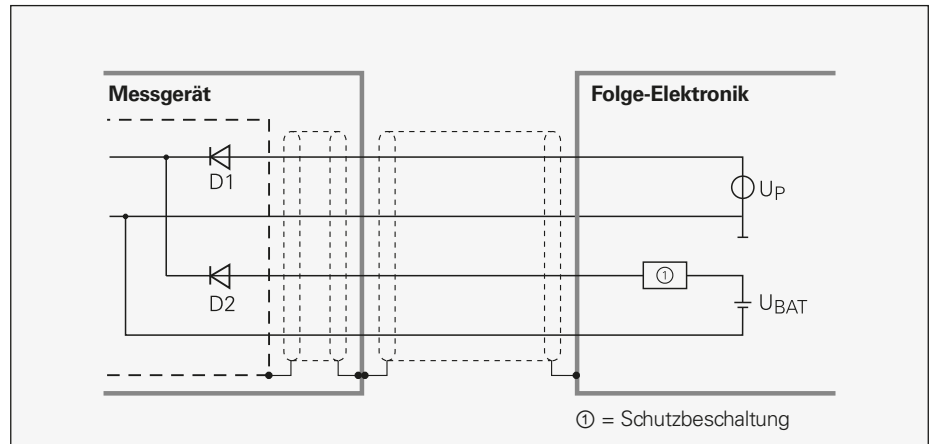 Messgerät
Folge-Elektronik
D1
UP
D2
①
UBAT
① = Schutzbeschaltung